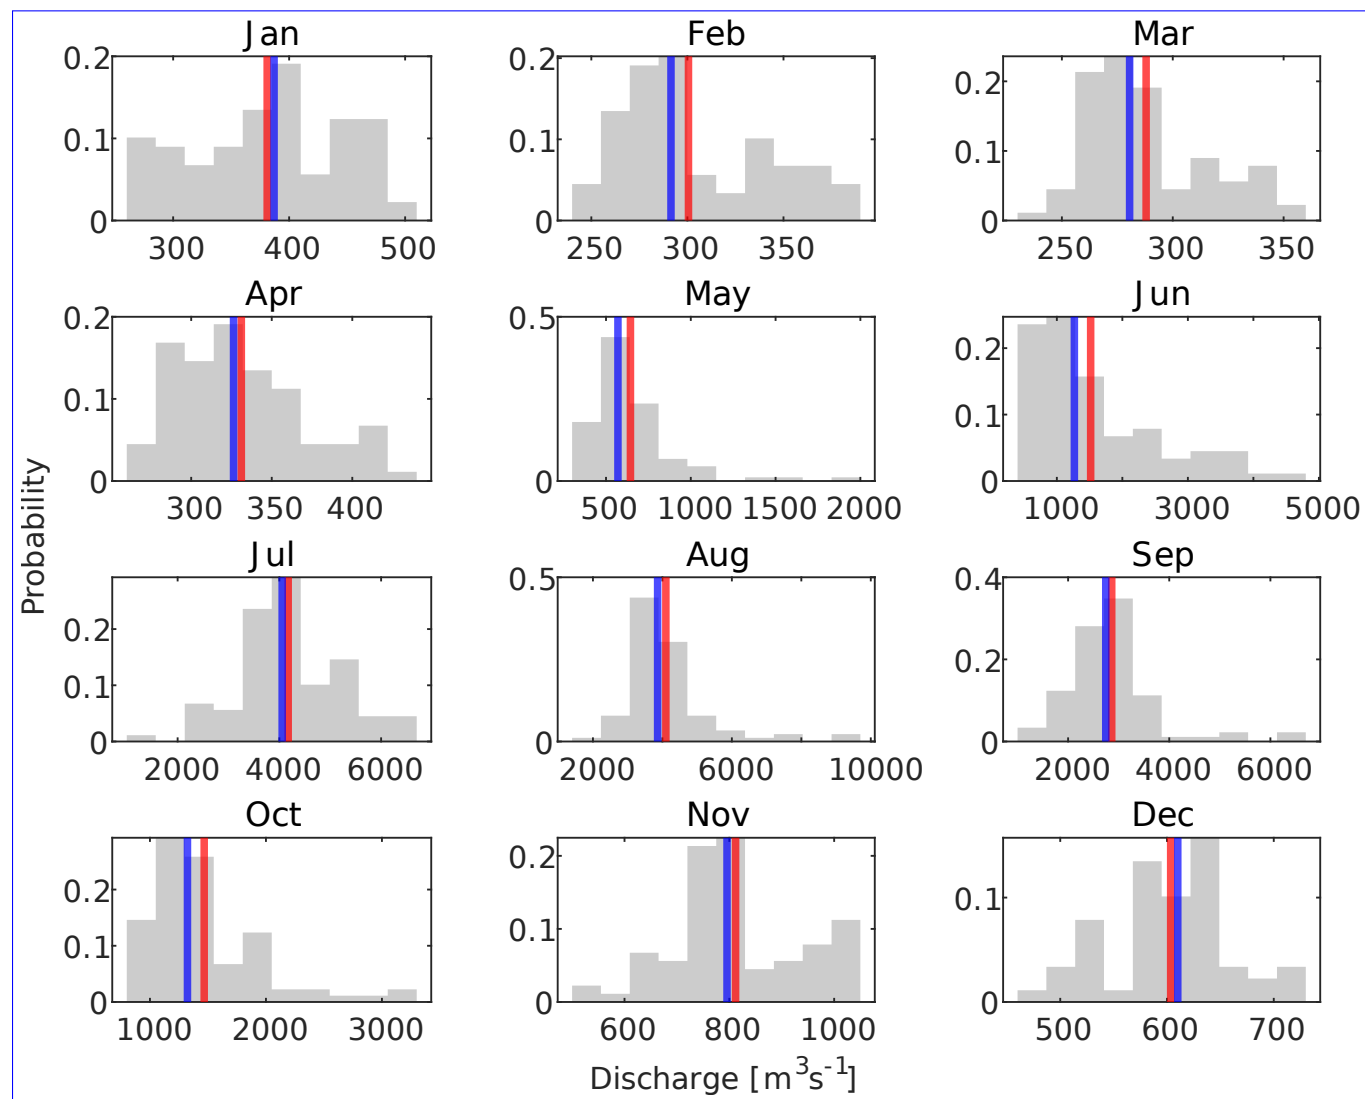 Jan Feb Mar
0.2 0.2 0.2
0.1 0.1 0.1
0 0 0
300 400 500 250 300 350 250 300 350
Apr May Jun
0.2 0.5 0.2
0.1 0.1
0 0 0
300 350 400 500 1000 1500 2000 1000 3000 5000
Probability
Jul Aug Sep
0.2 0.5 0.4
0.1 0.2
0 0 0
2000 4000 6000 2000 6000 10000 2000 4000 6000
Oct Nov Dec
0.2 0.2 0.1
0.1 0.1
0 0 0
1000 2000 3000 600 800 1000 500 600 700
Discharge [m³s⁻¹]